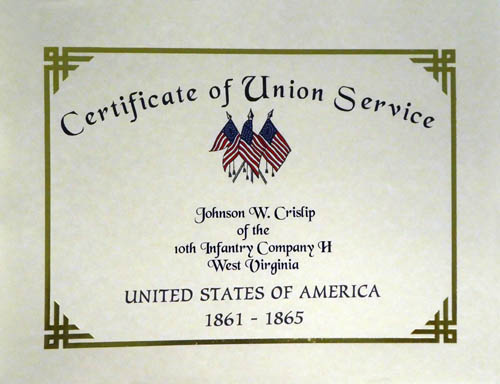 Certificate of Union Service
Johnson W. Crislip
of the
10th Infantry Company H
West Virginia
UNITED STATES OF AMERICA
1861 - 1865